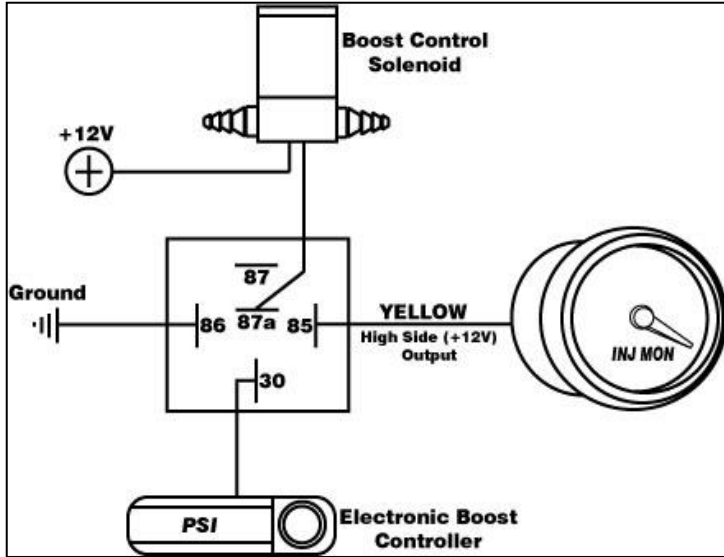 Boost Control
Solenoid
+12V
87
Ground
86
87a
85
YELLOW
High Side (+12V)
Output
INJ MON
30
PSI
Electronic Boost
Controller